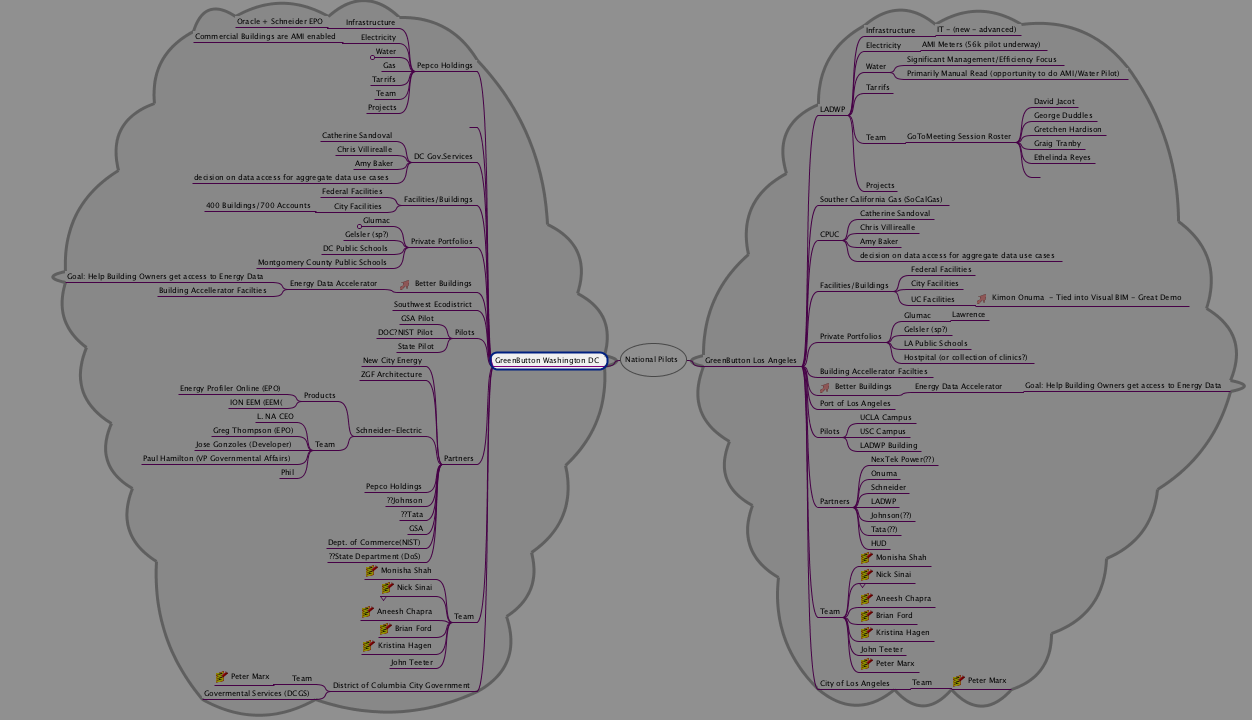 Oracle + Schneider EPO
Infrastructure
Commercial Buildings are AMI enabled
Electricity
Water
Gas
Tarrifs
Team
Projects
Pepco Holdings
Catherine Sandoval
Chris Villirealle
Amy Baker
decision on data access for aggregate data use cases
DC Gov.Services
Federal Facilities
400 Buildings/700 Accounts
City Facilities
Facilities/Buildings
Glumac
Gelsler (sp?)
DC Public Schools
Montgomery County Public Schools
Private Portfolios
Goal: Help Building Owners get access to Energy Data
Building Accellerator Facilties
Energy Data Accelerator
Better Buildings
Southwest Ecodistrict
GSA Pilot
DOC?NIST Pilot
State Pilot
Pilots
GreenButton Washington DC
New City Energy
ZGF Architecture
Energy Profiler Online (EPO)
ION EEM (EEM(
Products
L. NA CEO
Greg Thompson (EPO)
Jose Gonzoles (Developer)
Paul Hamilton (VP Governmental Affairs)
Phil
Team
Schneider-Electric
Partners
Pepco Holdings
??Johnson
??Tata
GSA
Dept. of Commerce(NIST)
??State Department (DoS)
Monisha Shah
Nick Sinai
Aneesh Chapra
Brian Ford
Kristina Hagen
John Teeter
Team
Peter Marx
Team
Govermental Services (DCGS)
District of Columbia City Government
National Pilots
GreenButton Los Angeles
LADWP
Infrastructure
IT - (new - advanced)
Electricity
AMI Meters (56k pilot underway)
Water
Significant Management/Efficiency Focus
Primarily Manual Read (opportunity to do AMI/Water Pilot)
Tarrifs
Team
GoToMeeting Session Roster
David Jacot
George Duddles
Gretchen Hardison
Graig Tranby
Ethelinda Reyes
Projects
Souther California Gas (SoCalGas)
CPUC
Catherine Sandoval
Chris Villirealle
Amy Baker
decision on data access for aggregate data use cases
Facilities/Buildings
Federal Facilities
City Facilities
UC Facilities
Kimon Onuma - Tied into Visual BIM - Great Demo
Private Portfolios
Glumac
Lawrence
Gelsler (sp?)
LA Public Schools
Hostpital (or collection of clinics?)
Building Accellerator Facilties
Better Buildings
Energy Data Accelerator
Goal: Help Building Owners get access to Energy Data
Port of Los Angeles
Pilots
UCLA Campus
USC Campus
LADWP Building
Partners
NexTek Power(??)
Onuma
Schneider
LADWP
Johnson(??)
Tata(??)
HUD
Team
Monisha Shah
Nick Sinai
Aneesh Chapra
Brian Ford
Kristina Hagen
John Teeter
Peter Marx
City of Los Angeles
Team
Peter Marx